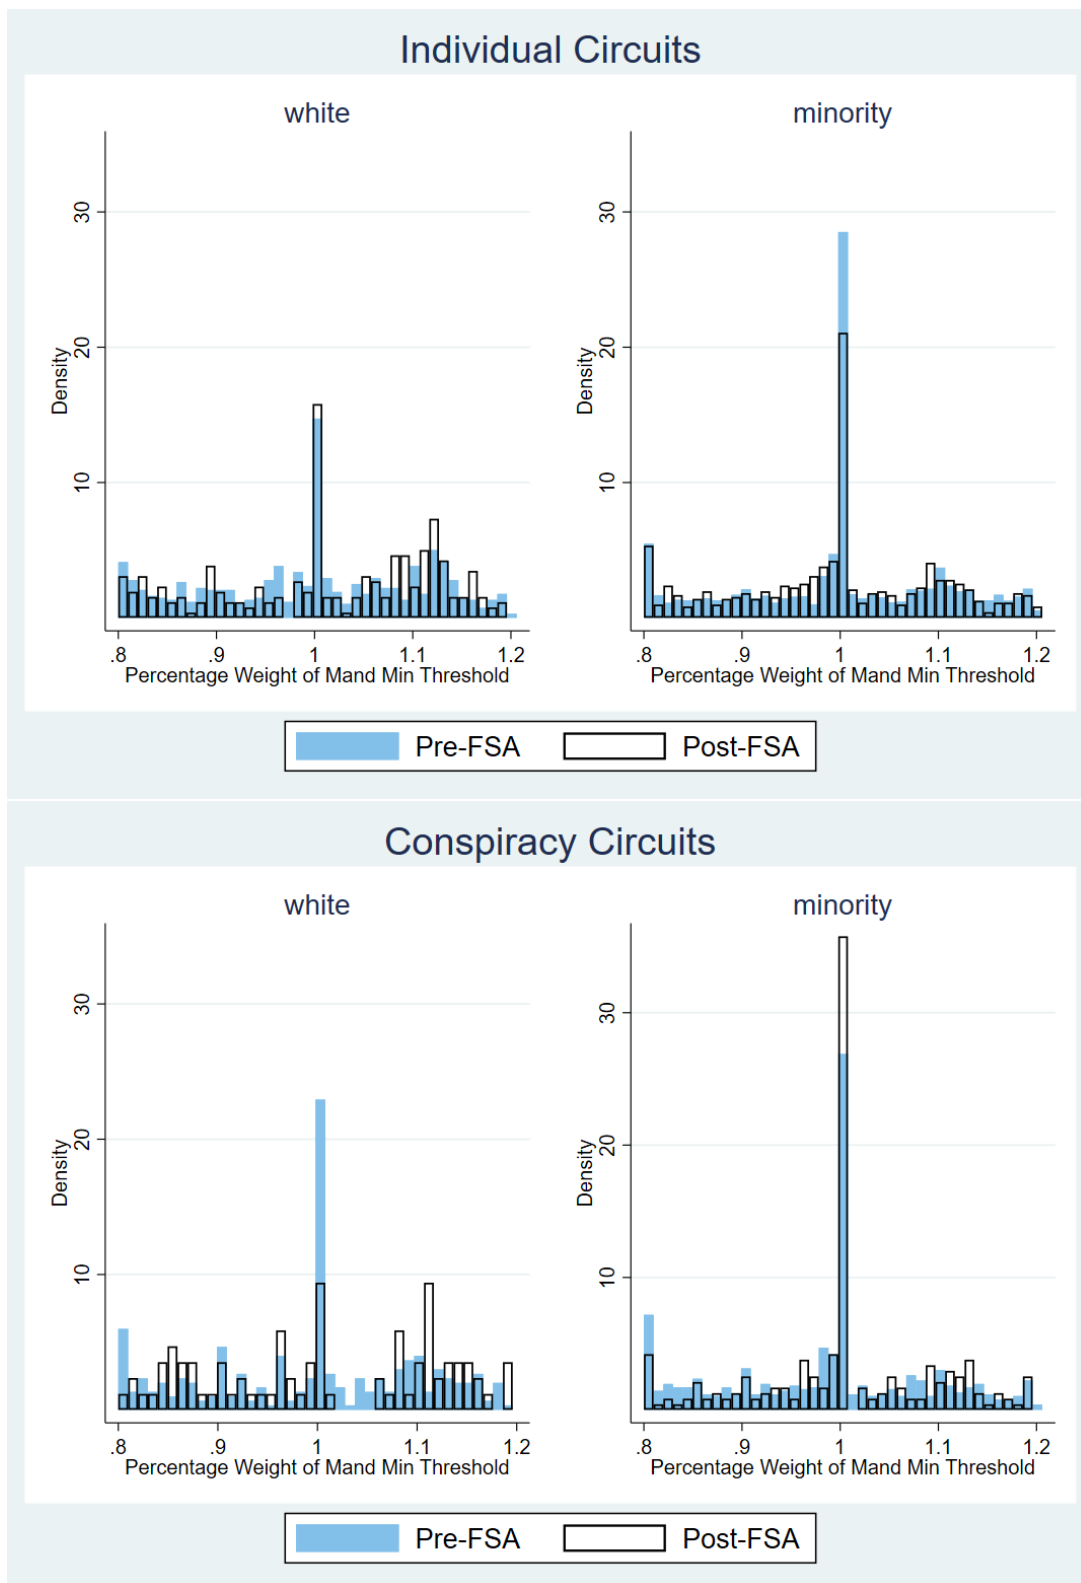 Individual Circuits
white
minority
Density
30
20
10
.8 .9 1 1.1 1.2
Percentage Weight of Mand Min Threshold
Density
30
20
10
.8 .9 1 1.1 1.2
Percentage Weight of Mand Min Threshold
Pre-FSA Post-FSA
Conspiracy Circuits
white
minority
Density
30
20
10
.8 .9 1 1.1 1.2
Percentage Weight of Mand Min Threshold
Density
30
20
10
.8 .9 1 1.1 1.2
Percentage Weight of Mand Min Threshold
Pre-FSA Post-FSA